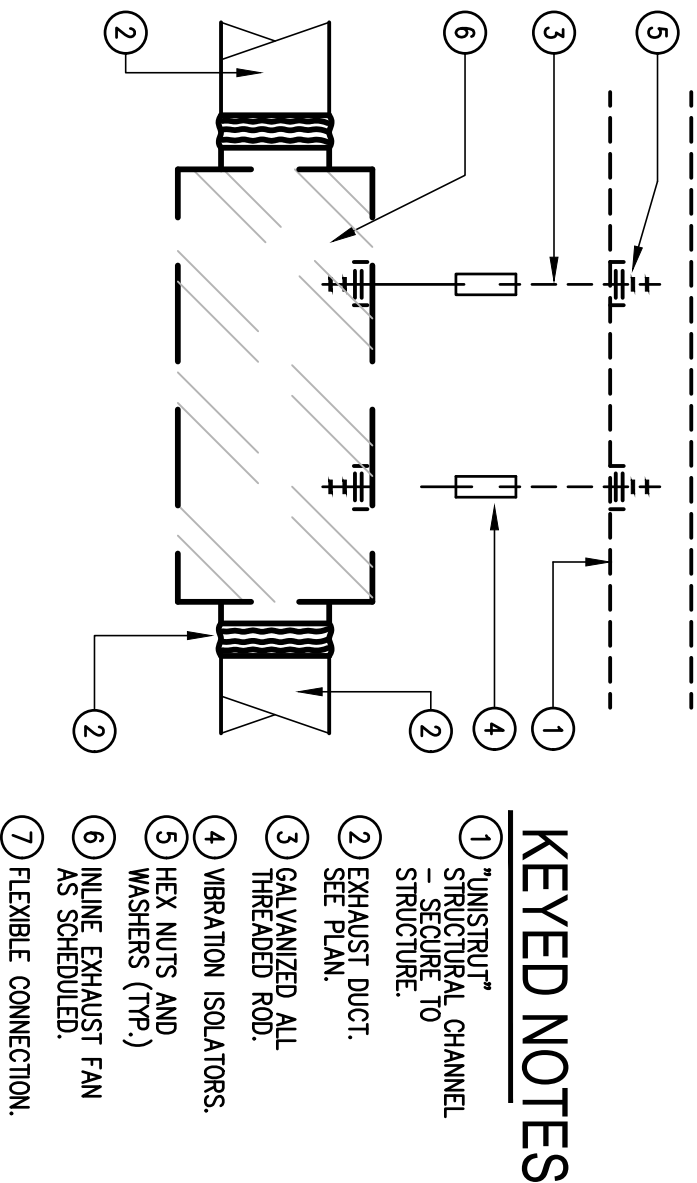 5
3
6
2
1
4
2
2
KEYED NOTES
1 "UNISTRUT"
STRUCTURAL CHANNEL
- SECURE TO
STRUCTURE.
2 EXHAUST DUCT.
SEE PLAN.
3 GALVANIZED ALL
THREADED ROD.
4 VIBRATION ISOLATORS.
5 HEX NUTS AND
WASHERS (TYP.)
6 INLINE EXHAUST FAN
AS SCHEDULED.
7 FLEXIBLE CONNECTION.